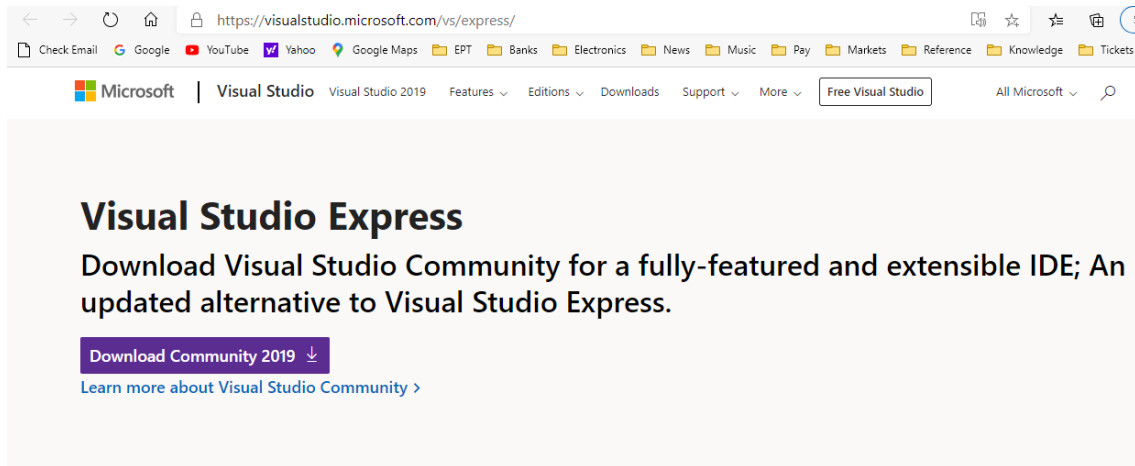 https://visualstudio.microsoft.com/vs/express/
Check Email Google YouTube Yahoo Google Maps EPT Banks Electronics News Music Pay Markets Reference Knowledge Tickets
Microsoft Visual Studio Visual Studio 2019 Features Editions Downloads Support More Free Visual Studio All Microsoft
Visual Studio Express
Download Visual Studio Community for a fully-featured and extensible IDE; An
updated alternative to Visual Studio Express.
Download Community 2019
Learn more about Visual Studio Community